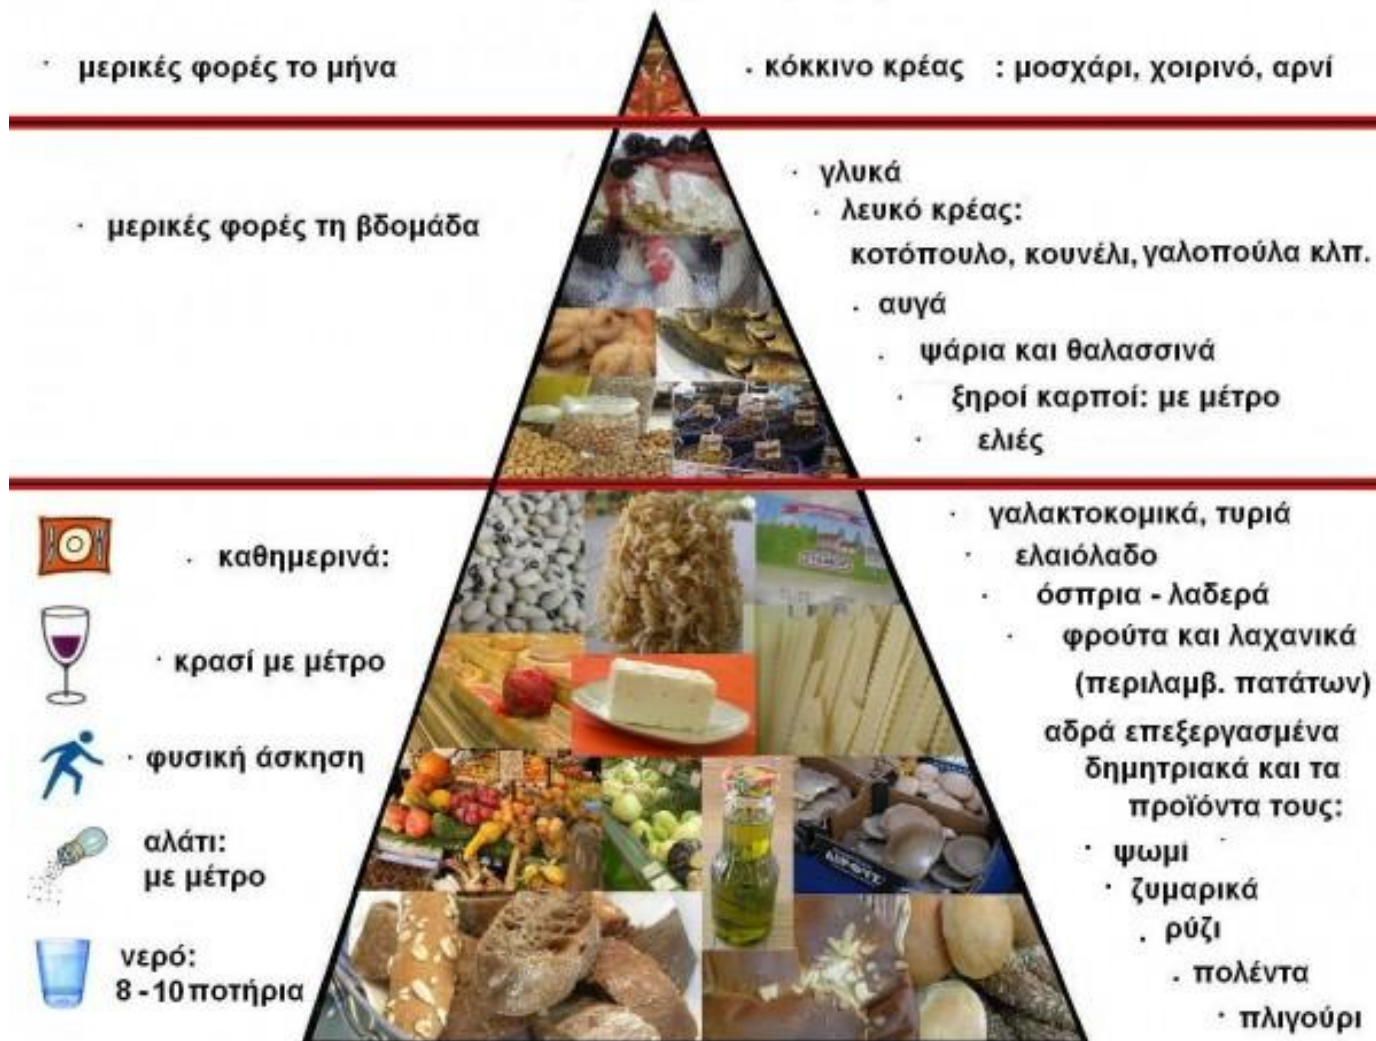 μερικές φορές το μήνα
. κόκκινο κρέας : μοσχάρι, χοιρινό, αρνί
· μερικές φορές τη βδομάδα
· γλυκά
· λευκό κρέας:
κοτόπουλο, κουνέλι, γαλοπούλα κλπ.
. αυγά
. ψάρια και θαλασσινά
· ξηροί καρποί: με μέτρο
· ελιές
· καθημερινά:
· κρασί με μέτρο
· φυσική άσκηση
αλάτι:
με μέτρο
νερό:
8 - 10 ποτήρια
· γαλακτοκομικά, τυριά
· ελαιόλαδο
· όσπρια - λαδερά
· φρούτα και λαχανικά
(περιλαμβ. πατάτων)
αδρά επεξεργασμένα
δημητριακά και τα
προϊόντα τους:
· ψωμι
· ζυμαρικά
. ρύζι
. πολέντα
· πλιγούρι